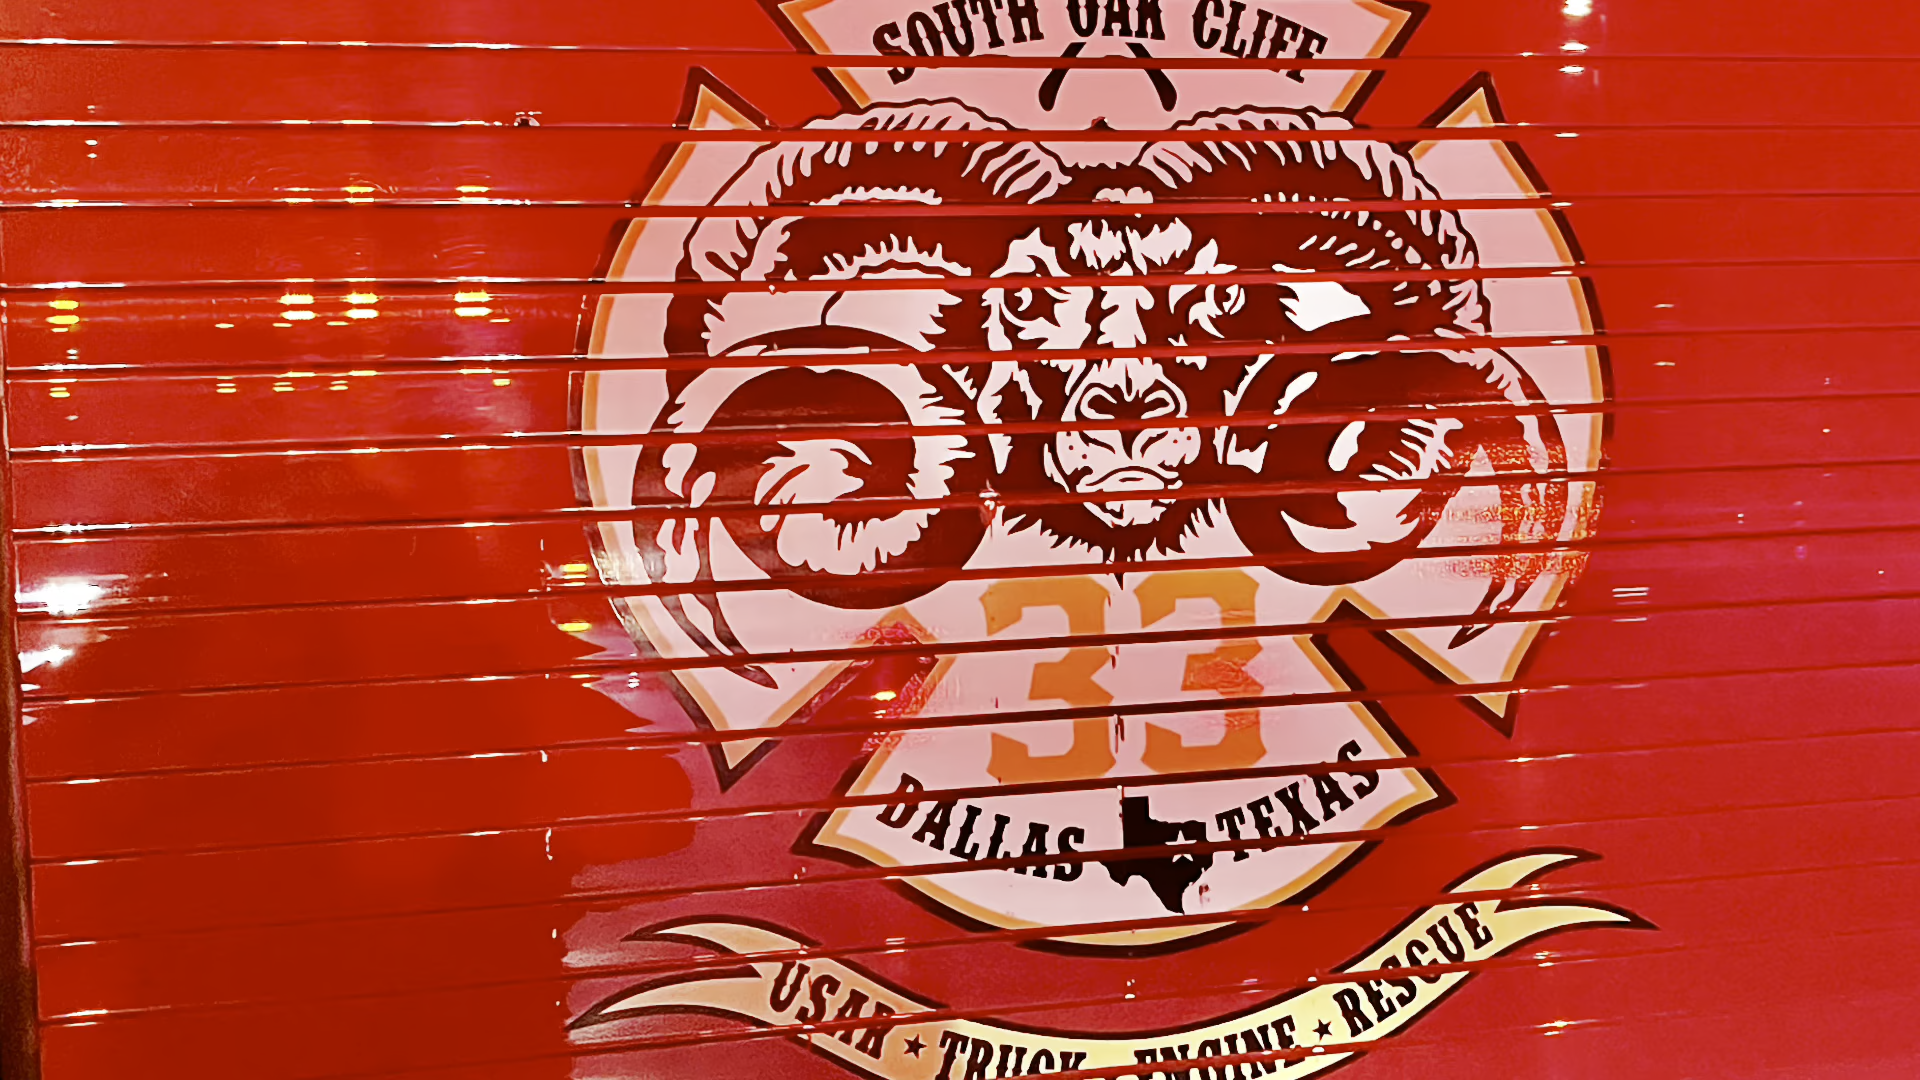 SOUTH OAK CLIFF
33
DALLAS TEXAS
USAR ★ TRUCK ★ ENGINE ★ RESCUE